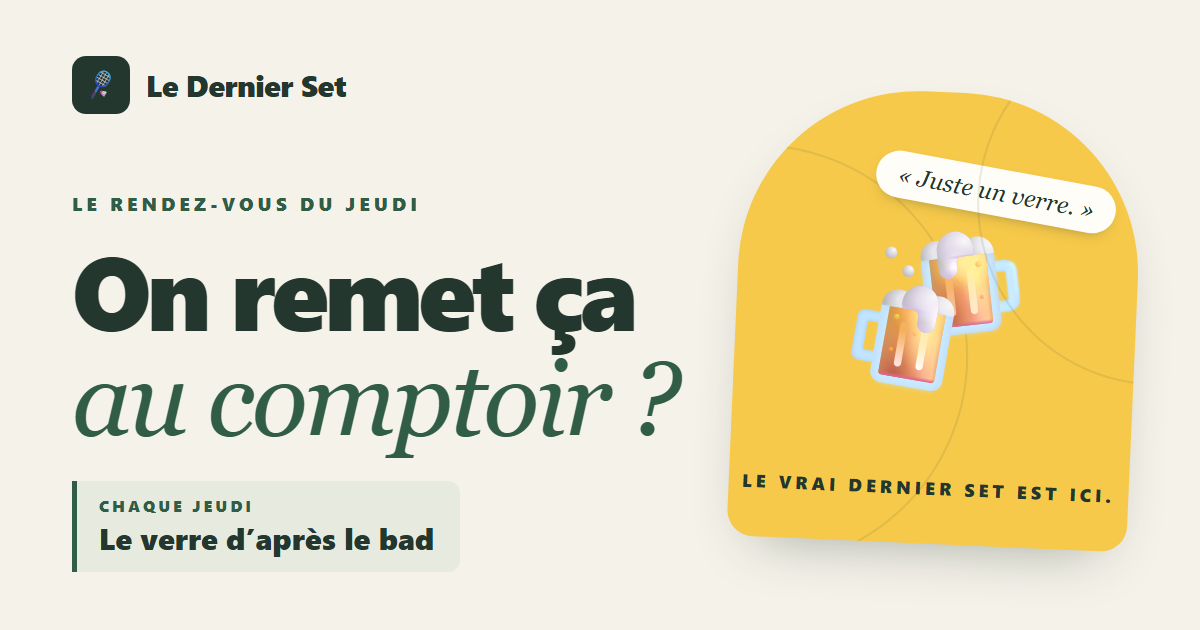 Le Dernier Set
LE RENDEZ-VOUS DU JEUDI
On remet ça
au comptoir ?
CHAQUE JEUDI
Le verre d’après le bad
« Juste un verre. »
LE VRAI DERNIER SET EST ICI.